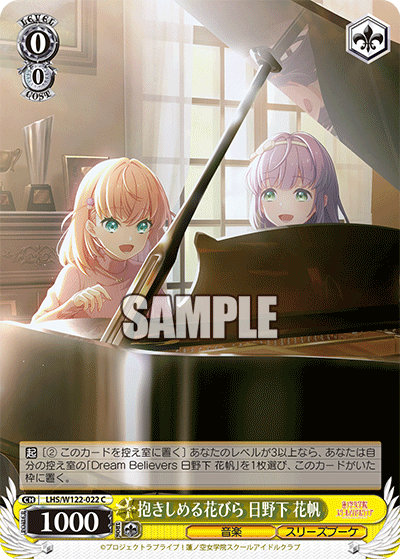 LEVEL
0
0
COST
SAMPLE
起 [② このカードを控え室に置く] あなたのレベルが3以上なら、あなたは自
分の控え室の「Dream Believers 日野下 花帆」を1枚選び、このカードがいた
枠に置く。
CH LHS/W122-022 C
抱きしめる花びら 日野下 花帆
POWER
1000
音楽
スリーズブーケ
©プロジェクトラブライブ！蓮ノ空女学院スクールアイドルクラブ